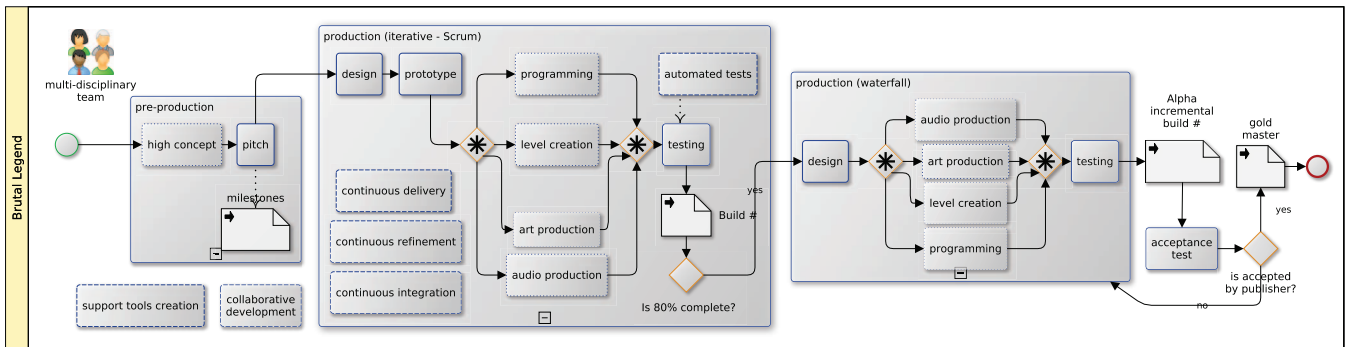 Brutal Legend
multi-disciplinary
team
pre-production
high concept
pitch
milestones
support tools creation
collaborative
development
production (iterative - Scrum)
design
prototype
programming
level creation
art production
audio production
continuous delivery
continuous refinement
continuous integration
automated tests
testing
Build #
Is 80% complete?
yes
production (waterfall)
design
audio production
art production
level creation
programming
testing
Alpha
incremental
build #
acceptance
test
gold
master
yes
is accepted
by publisher?
no